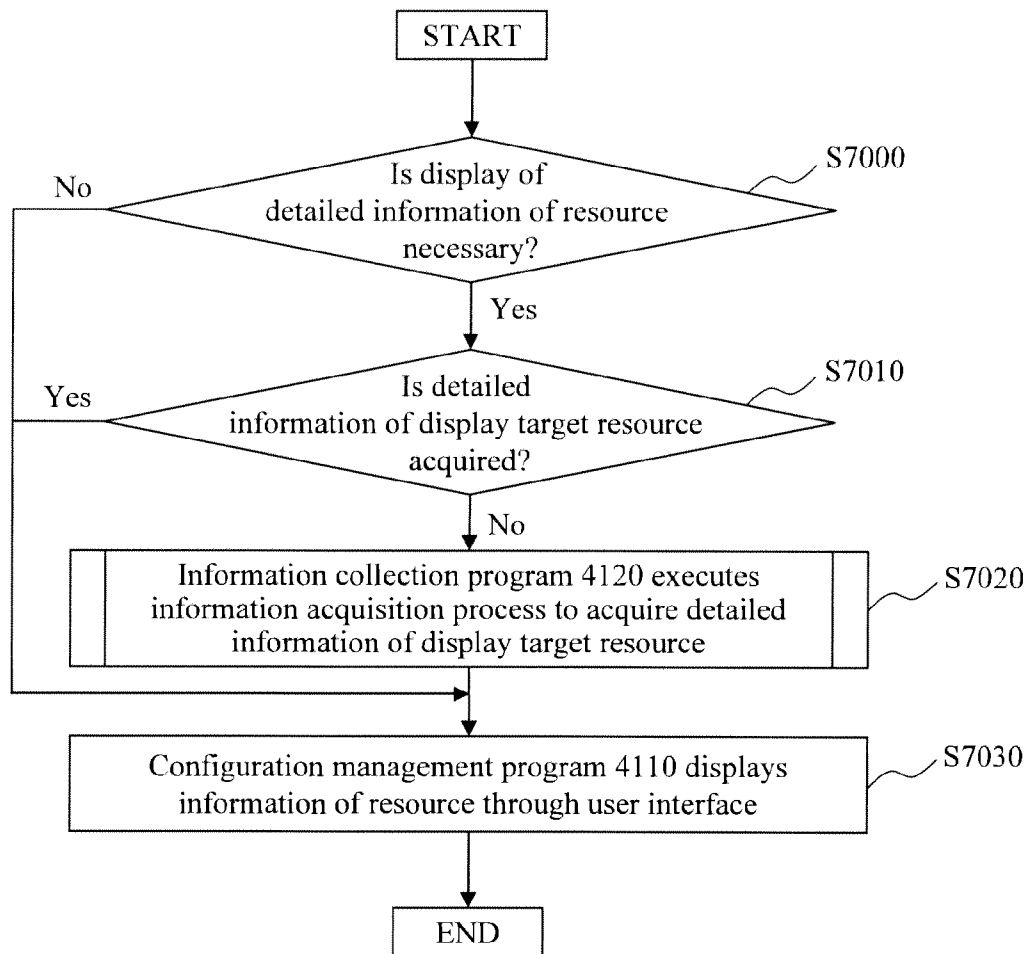 START
S7000
No
Is display of
detailed information of resource
necessary?
Yes
S7010
Yes
Is detailed
information of display target resource
acquired?
No
Information collection program 4120 executes
information acquisition process to acquire detailed
information of display target resource
S7020
Configuration management program 4110 displays
information of resource through user interface
S7030
END